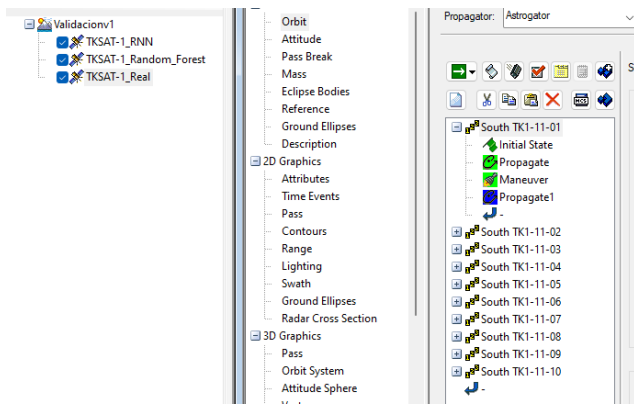 Validacionv1
TKSAT-1_RNN
TKSAT-1_Random_Forest
TKSAT-1_Real
Orbit
Attitude
Pass Break
Mass
Eclipse Bodies
Reference
Ground Ellipses
Description
2D Graphics
Attributes
Time Events
Pass
Contours
Range
Lighting
Swath
Ground Ellipses
Radar Cross Section
3D Graphics
Pass
Orbit System
Attitude Sphere
Propagator: Astrogator
MCS
South TK1-11-01
Initial State
Propagate
Maneuver
Propagate1
-
South TK1-11-02
South TK1-11-03
South TK1-11-04
South TK1-11-05
South TK1-11-06
South TK1-11-07
South TK1-11-08
South TK1-11-09
South TK1-11-10
-